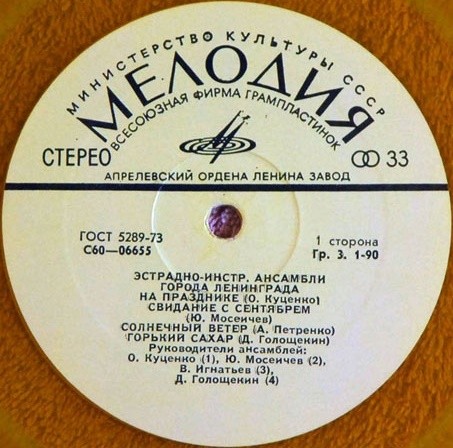 МИНИСТЕРСТВО КУЛЬТУРЫ СССР
МЕЛОДИЯ
ВСЕСОЮЗНАЯ ФИРМА ГРАМПЛАСТИНОК
СТЕРЕО 33
АПРЕЛЕВСКИЙ ОРДЕНА ЛЕНИНА ЗАВОД
ГОСТ 5289-73 1 сторона
С60—06655 Гр. 3. 1-90
ЭСТРАДНО-ИНСТР. АНСАМБЛИ
ГОРОДА ЛЕНИНГРАДА
НА ПРАЗДНИКЕ (О. Куценко)
СВИДАНИЕ С СЕНТЯБРЕМ
(Ю. Мосеичев)
СОЛНЕЧНЫЙ ВЕТЕР (А. Петренко)
ГОРЬКИЙ САХАР (Д. Голощекин)
Руководители ансамблей:
О. Куценко (1), Ю. Мосеичев (2),
В. Игнатьев (3),
Д. Голощекин (4)